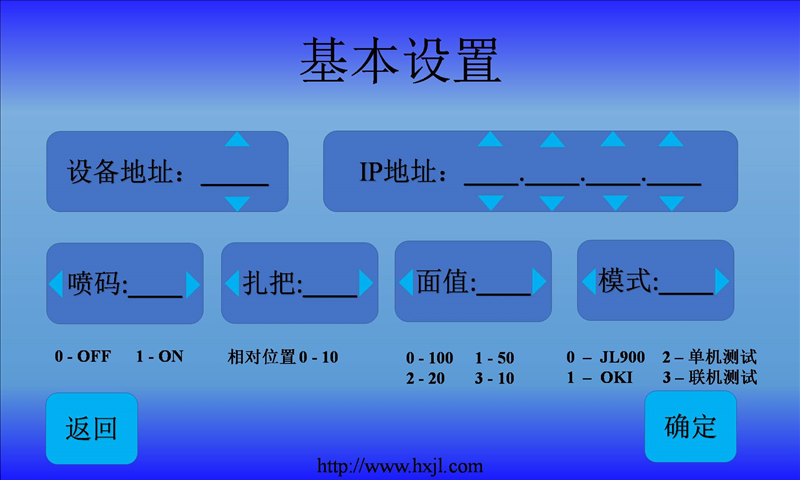 基本设置
设备地址：_____ IP地址：____.____.____.____
喷码:____ 扎把:____ 面值:____ 模式:____
0 - OFF 1 - ON 相对位置 0 - 10 0 - 100 1 - 50 0 – JL900 2 – 单机测试
2 - 20 3 - 10 1 – OKI 3 – 联机测试
返回 确定
http://www.hxjl.com